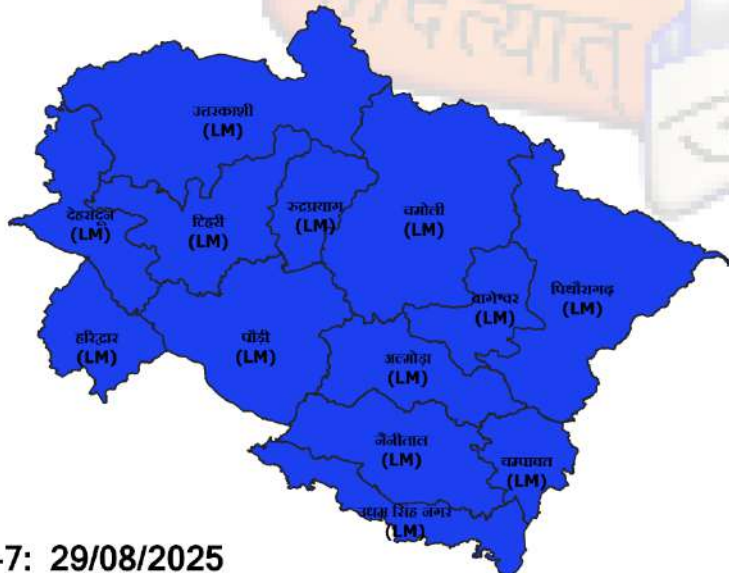 उत्तरकाशी
(LM)
देहरादून
(LM)
टिहरी
(LM)
रुद्रप्रयाग
(LM)
चमोली
(LM)
बागेश्वर
(LM)
पिथौरागढ़
(LM)
हरिद्वार
(LM)
पौड़ी
(LM)
अल्मोड़ा
(LM)
नैनीताल
(LM)
चम्पावत
(LM)
उधम सिंह नगर
(LM)
-7: 29/08/2025